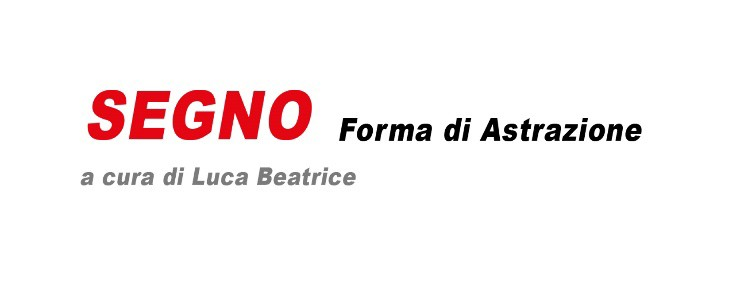 SEGNO Forma di Astrazione
a cura di Luca Beatrice